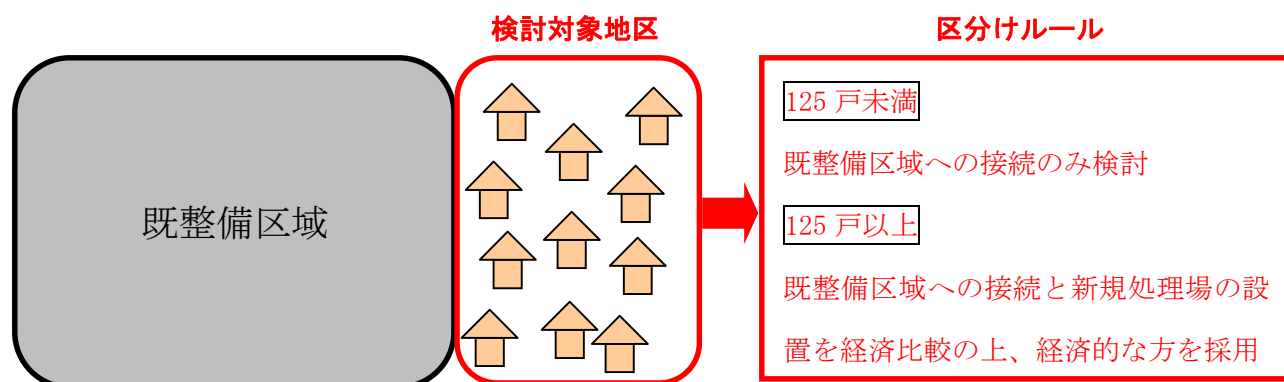 検討対象地区
区分けルール
既整備区域
125 戸未満
既整備区域への接続のみ検討
125 戸以上
既整備区域への接続と新規処理場の設
置を経済比較の上、経済的な方を採用